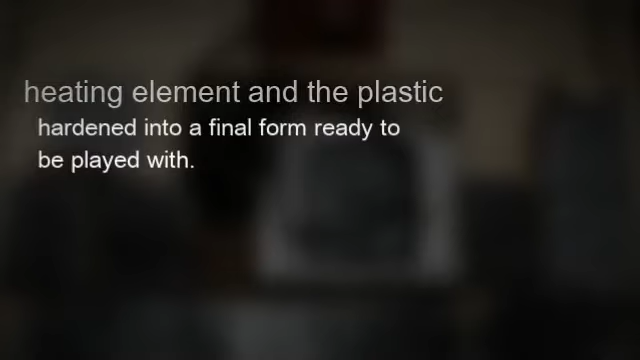 heating element and the plastic
hardened into a final form ready to
be played with.